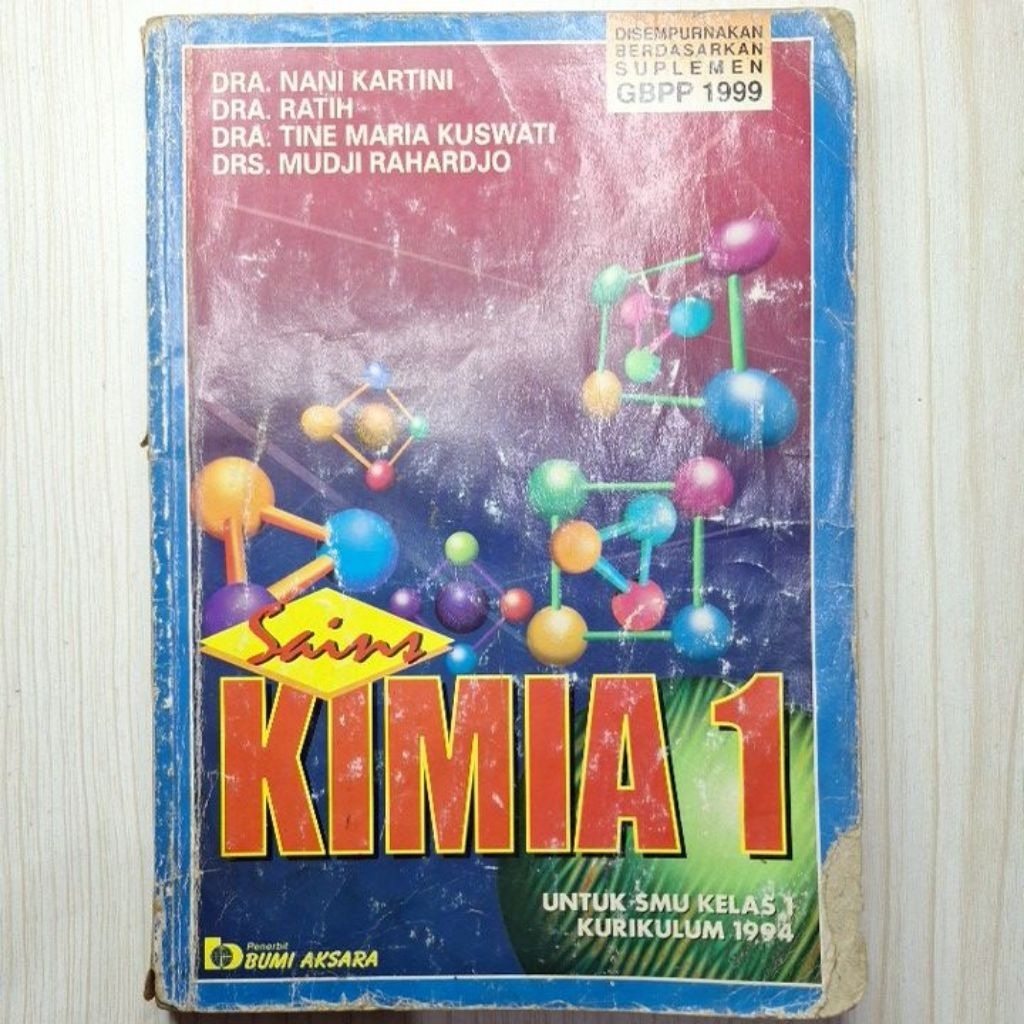 DISEMPURNAKAN
BERDASARKAN
SUPLEMEN
GBPP 1999
DRA. NANI KARTINI
DRA. RATIH
DRA. TINE MARIA KUSWATI
DRS. MUDJI RAHARDJO
Sains
KIMIA 1
UNTUK SMU KELAS 1
KURIKULUM 1994
Penerbit
BUMI AKSARA